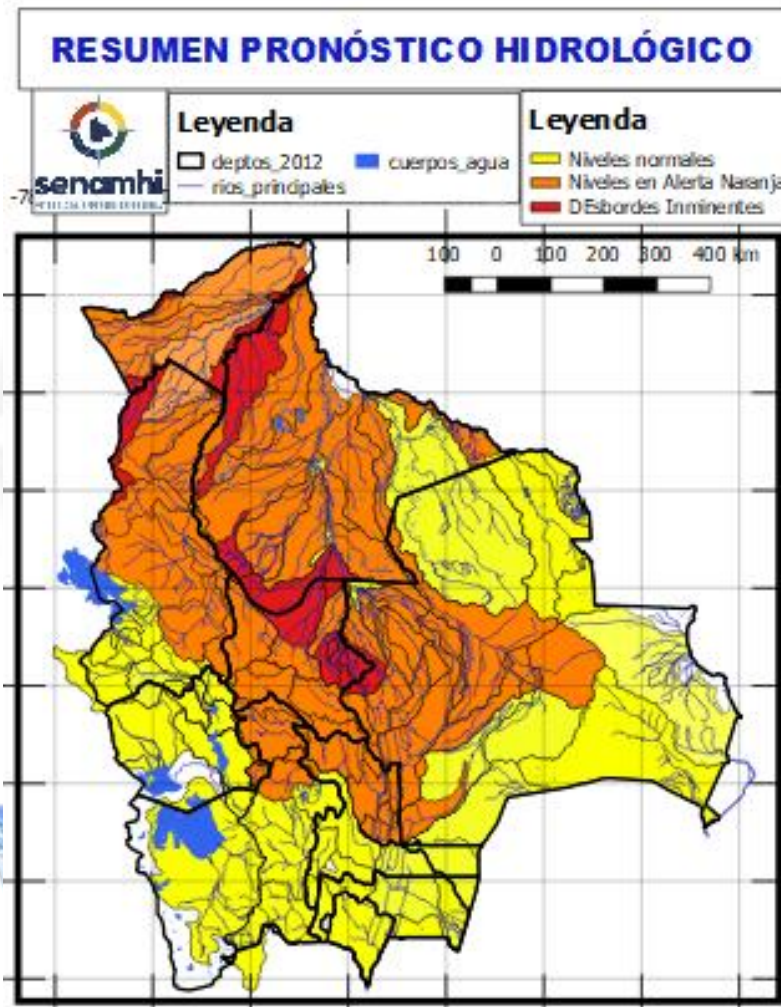 RESUMEN PRONÓSTICO HIDROLÓGICO
senamhi
Leyenda
deptos_2012
cuerpos_agua
rios_principales
Leyenda
Niveles normales
Niveles en Alerta Naranja
DEsbordes Inminentes
100 0 100 200 300 400 km